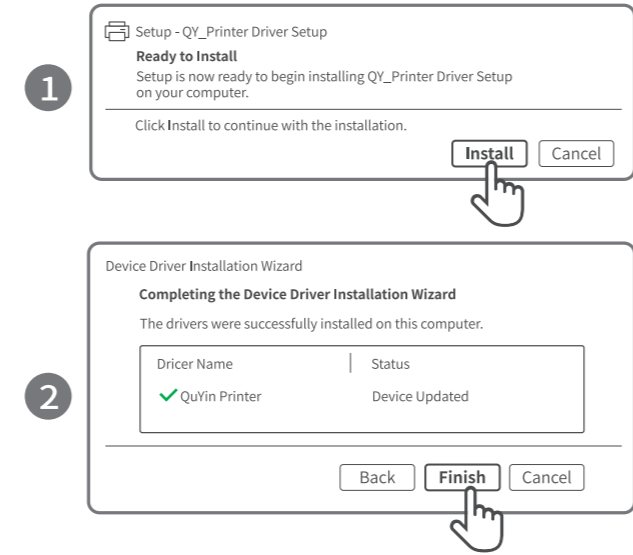 1
Setup - QY_Printer Driver Setup
Ready to Install
Setup is now ready to begin installing QY_Printer Driver Setup
on your computer.
Click Install to continue with the installation.
Install Cancel
2
Device Driver Installation Wizard
Completing the Device Driver Installation Wizard
The drivers were successfully installed on this computer.
Dricer Name Status
QuYin Printer Device Updated
Back Finish Cancel